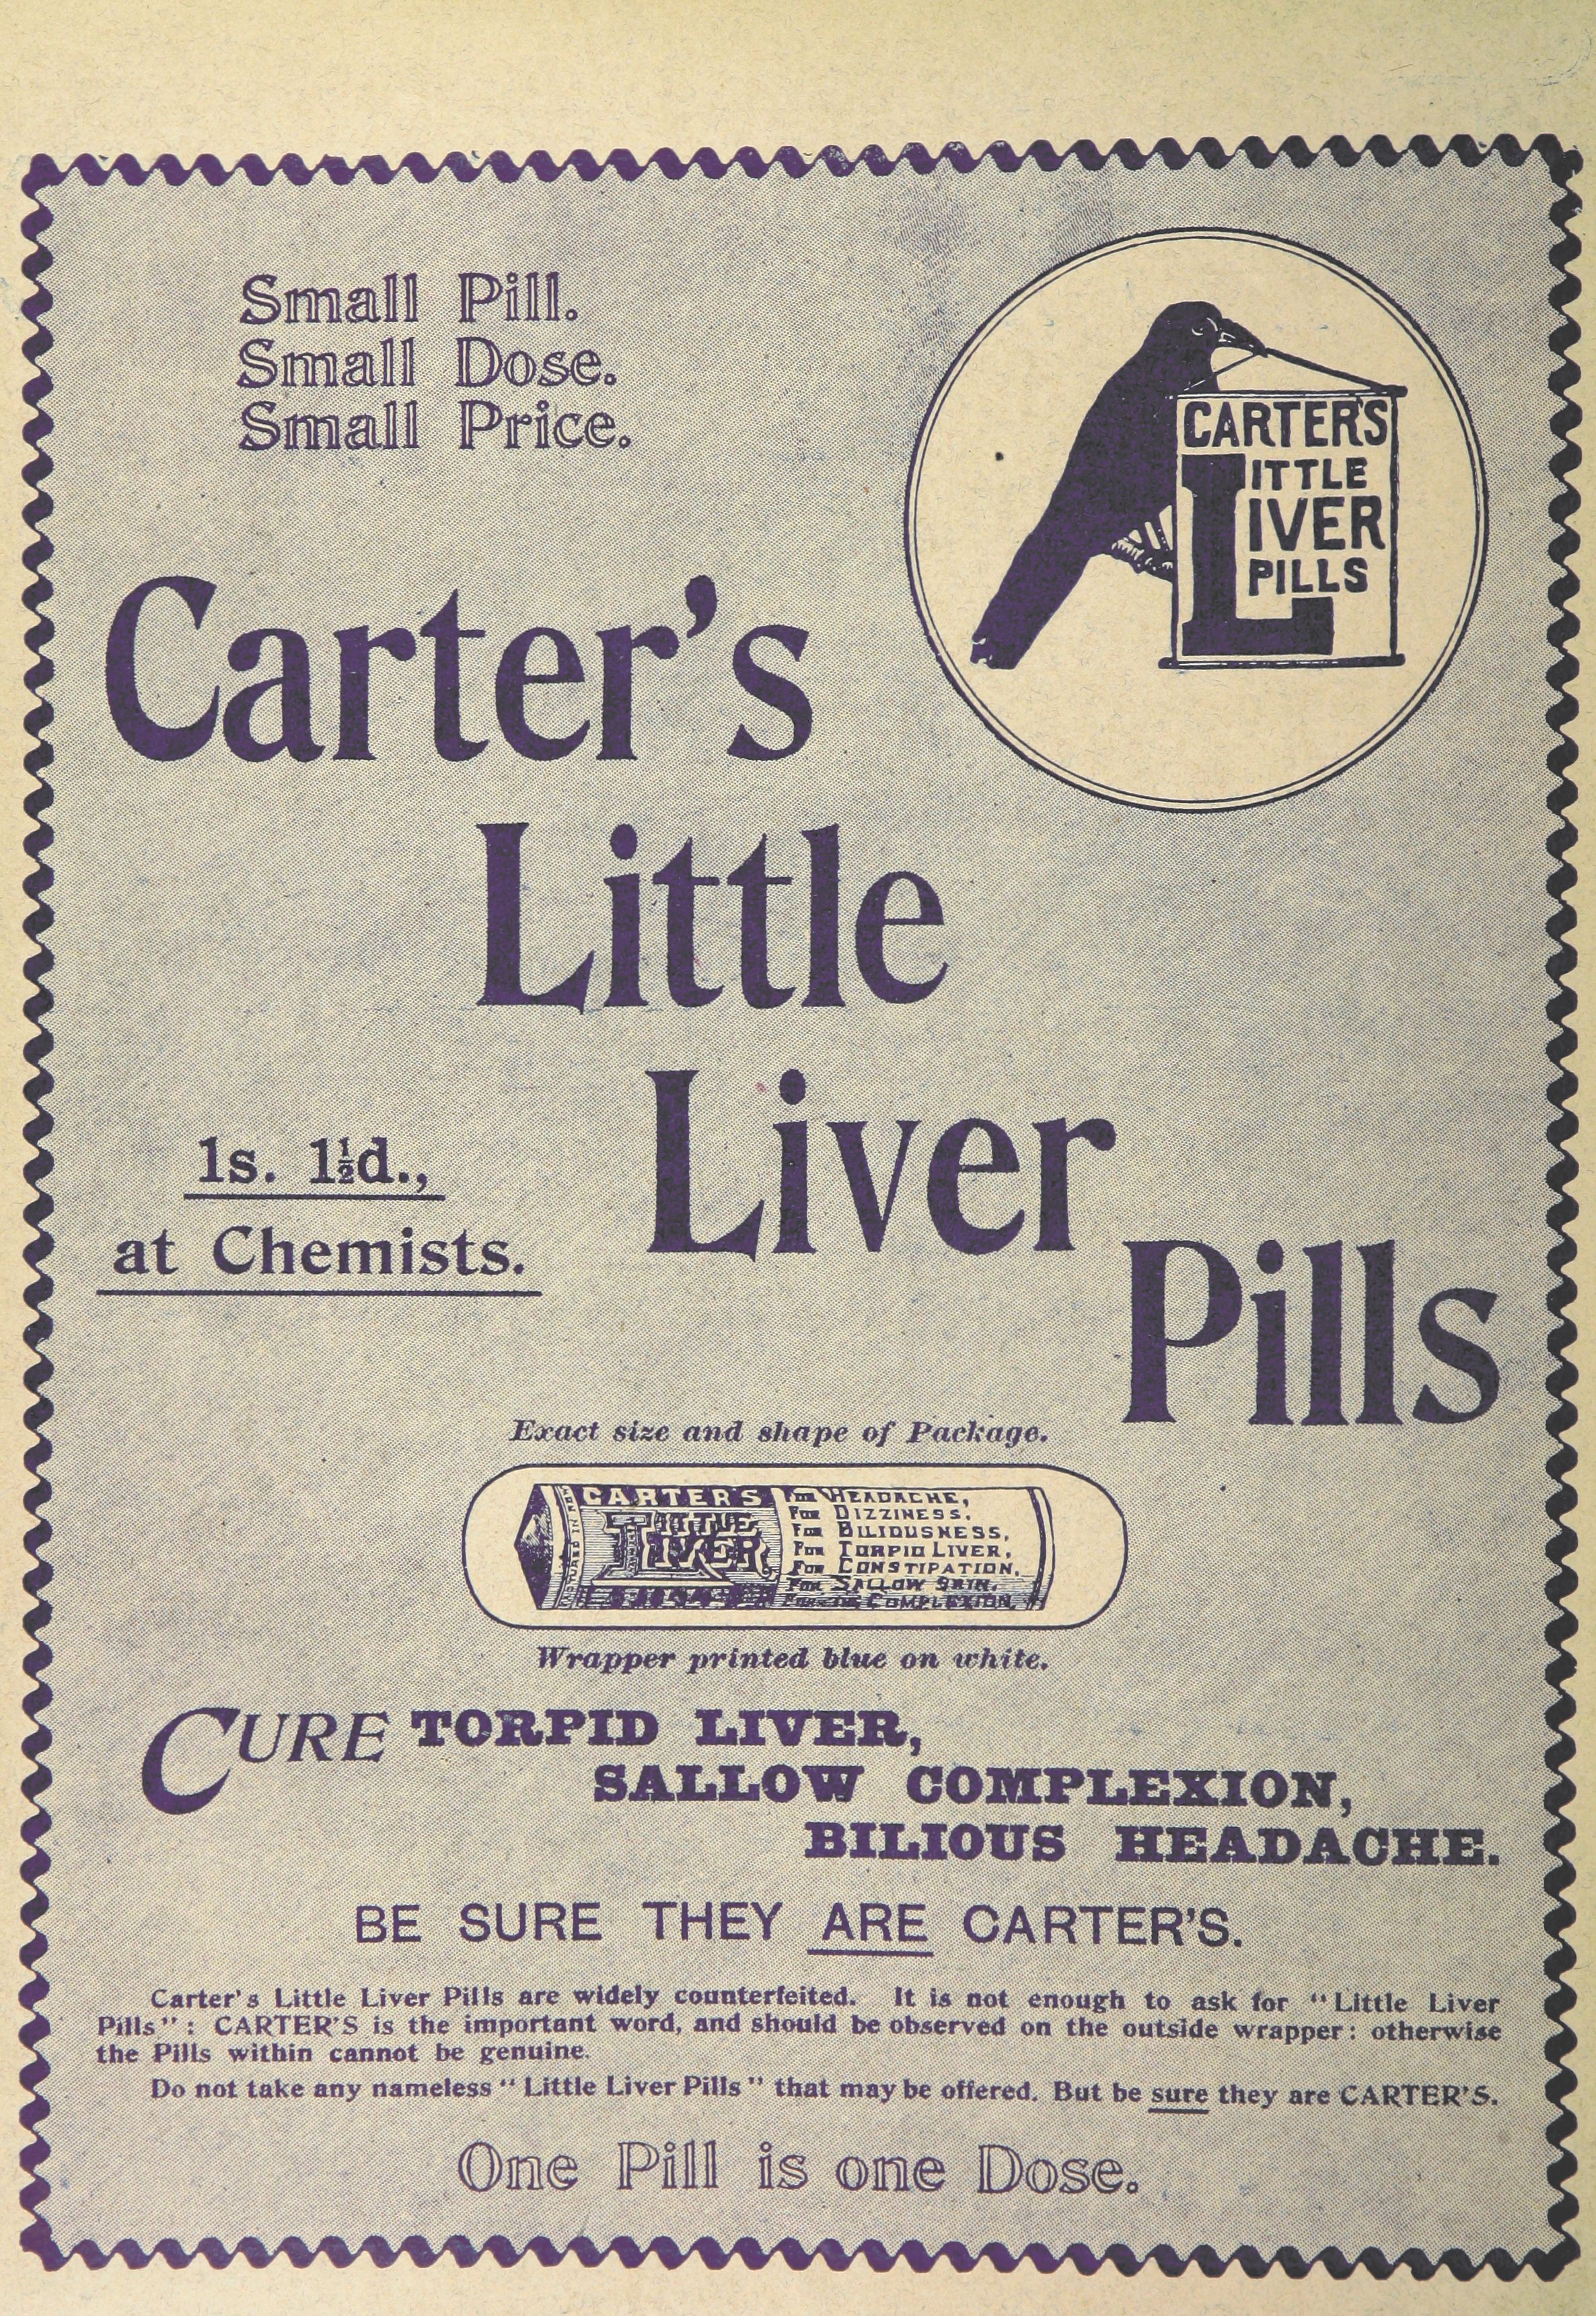 Small Pill.
Small Dose.
Small Price.
CARTER'S
LITTLE
LIVER
PILLS
Carter's
Little
Liver
Pills
1s. 1½d.,
at Chemists.
Exact size and shape of Package.
CARTER'S
LITTLE
LIVER
PILLS
For HEADACHE,
For DIZZINESS,
For BILIOUSNESS,
For TORPID LIVER,
For CONSTIPATION,
For SALLOW SKIN,
For THE COMPLEXION
Wrapper printed blue on white.
CURE TORPID LIVER,
SALLOW COMPLEXION,
BILIOUS HEADACHE.
BE SURE THEY ARE CARTER'S.
Carter's Little Liver Pills are widely counterfeited. It is not enough to ask for "Little Liver
Pills": CARTER'S is the important word, and should be observed on the outside wrapper: otherwise
the Pills within cannot be genuine.
Do not take any nameless "Little Liver Pills" that may be offered. But be sure they are CARTER'S.
One Pill is one Dose.